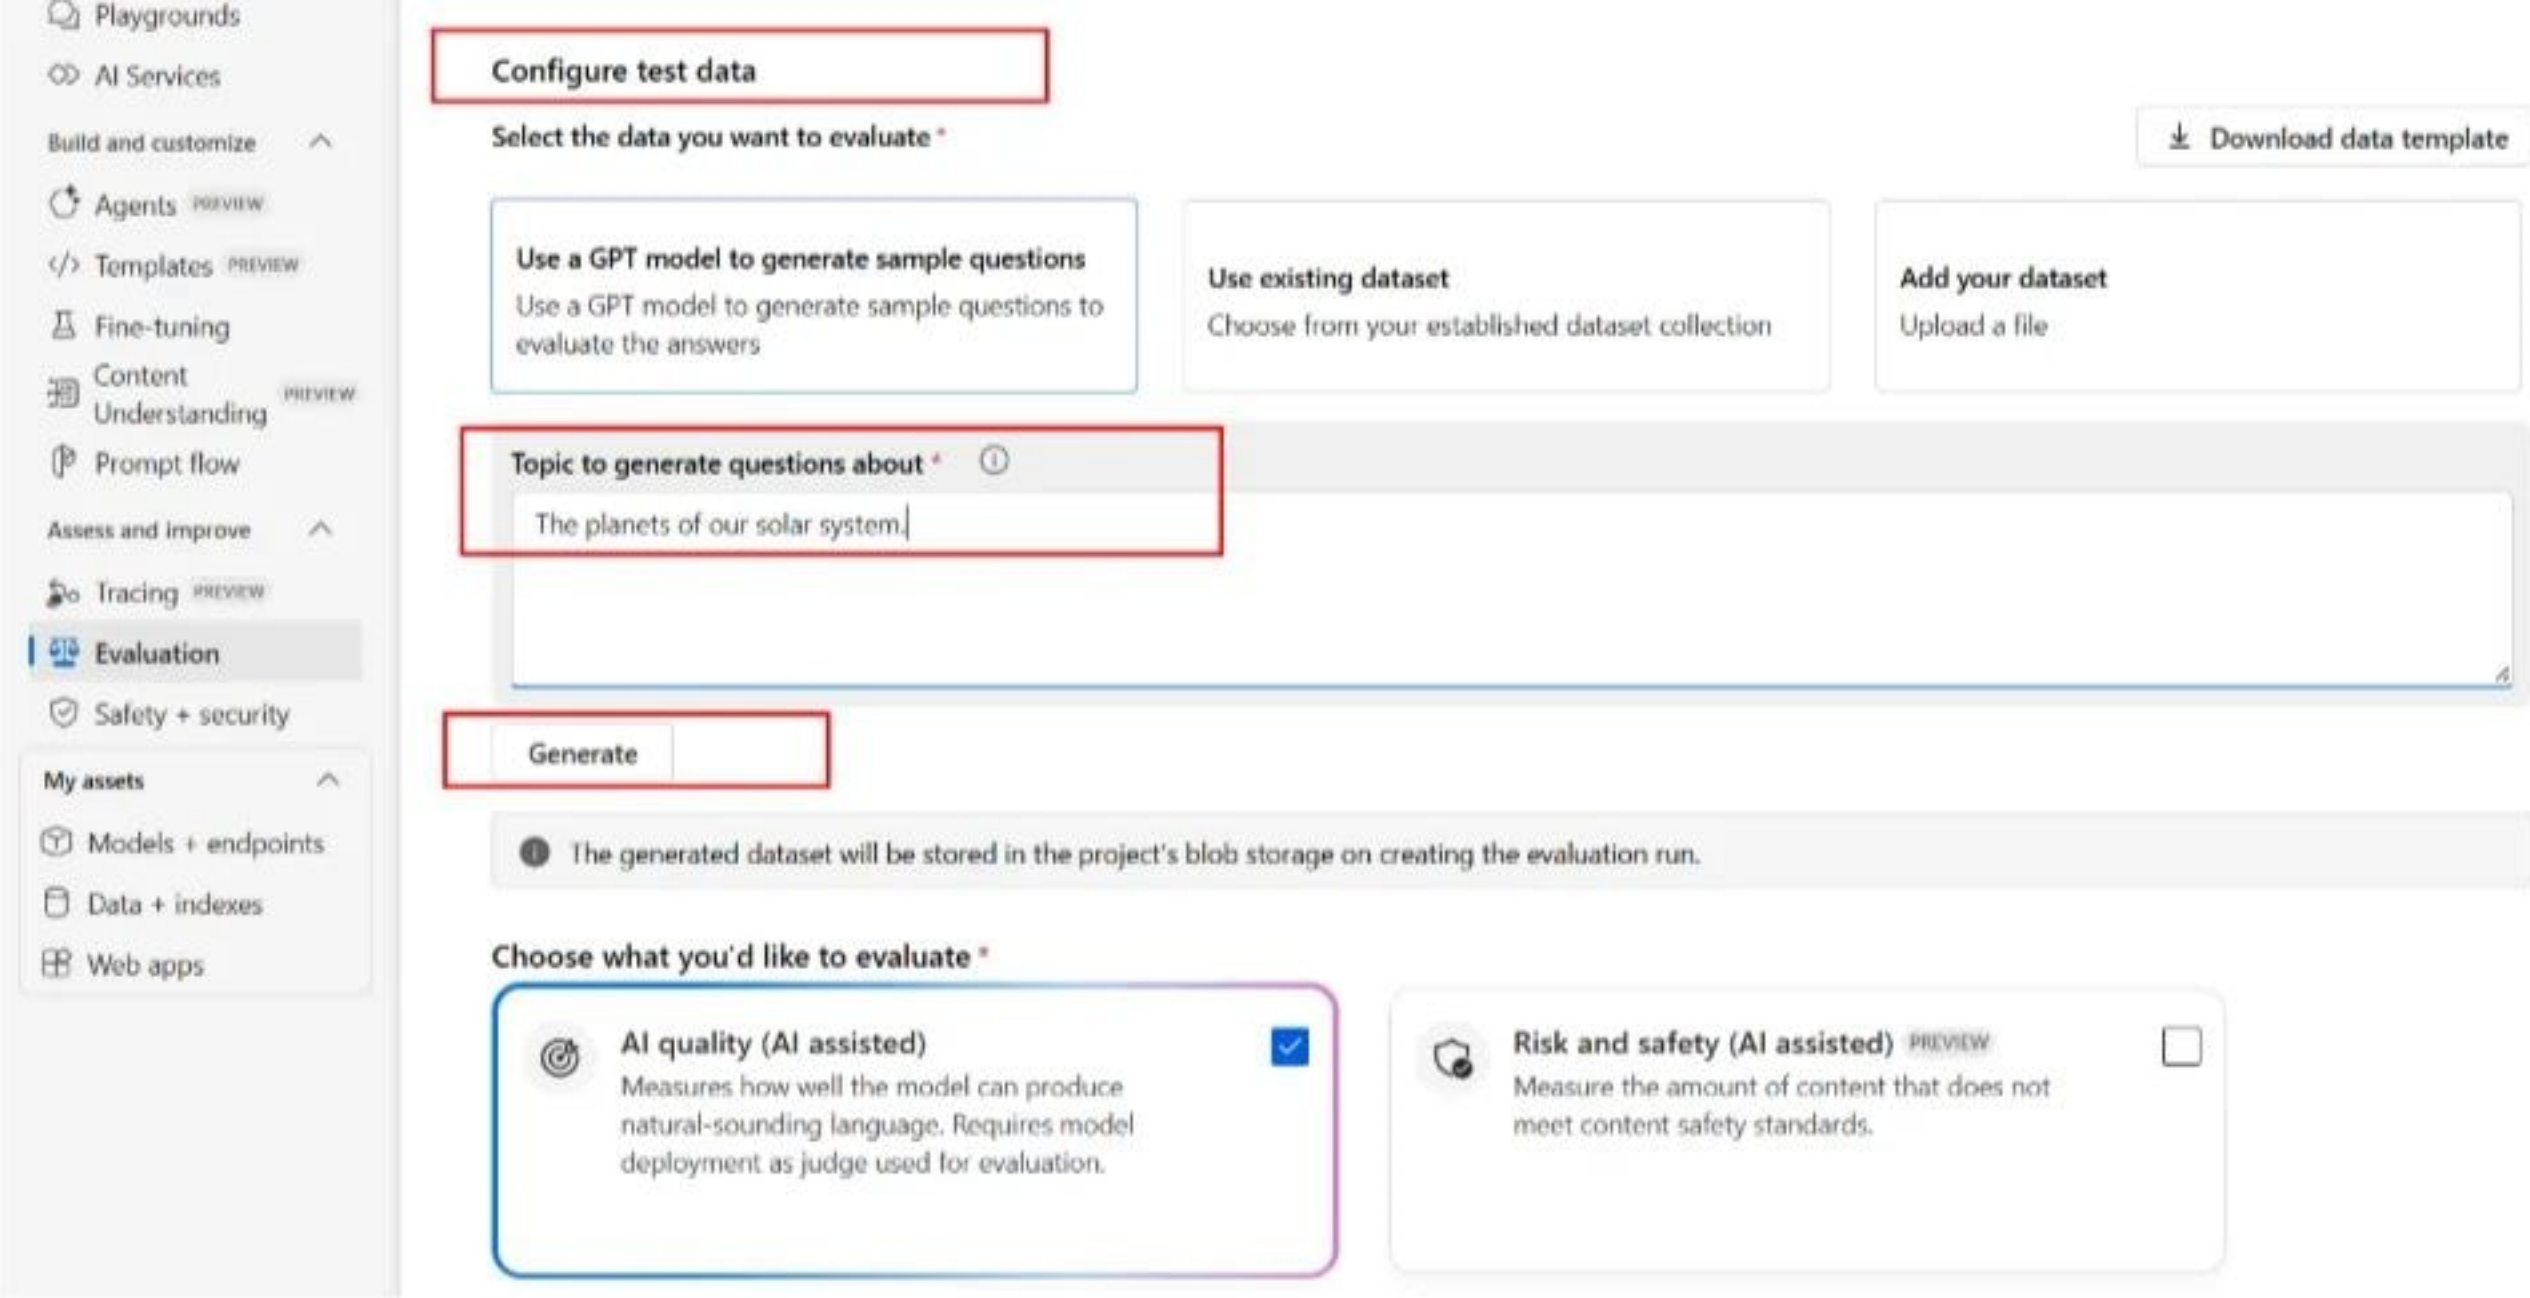 Playgrounds
AI Services
Build and customize
Agents PREVIEW
Templates PREVIEW
Fine-tuning
Content
Understanding PREVIEW
Prompt flow
Assess and improve
Tracing PREVIEW
Evaluation
Safety + security
My assets
Models + endpoints
Data + indexes
Web apps
Configure test data
Select the data you want to evaluate *
Download data template
Use a GPT model to generate sample questions
Use a GPT model to generate sample questions to
evaluate the answers
Use existing dataset
Choose from your established dataset collection
Add your dataset
Upload a file
Topic to generate questions about *
The planets of our solar system.
Generate
The generated dataset will be stored in the project's blob storage on creating the evaluation run.
Choose what you'd like to evaluate *
AI quality (AI assisted)
Measures how well the model can produce
natural-sounding language. Requires model
deployment as judge used for evaluation.
Risk and safety (AI assisted) PREVIEW
Measure the amount of content that does not
meet content safety standards.